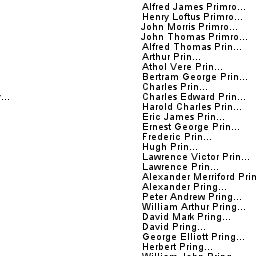 Alfred James Primro...
Henry Loftus Primro...
John Morris Primro...
John Thomas Primro...
Alfred Thomas Prin...
Arthur Prin...
Athol Vere Prin...
Bertram George Prin...
Charles Prin...
Charles Edward Prin...
Harold Charles Prin...
Eric James Prin...
Ernest George Prin...
Frederic Prin...
Hugh Prin...
Lawrence Victor Prin...
Lawrence Prin...
Alexander Merriford Prin
Alexander Pring...
Peter Andrew Pring...
William Arthur Pring...
David Mark Pring...
David Pring...
George Elliott Pring...
Herbert Pring...
William John Pring...